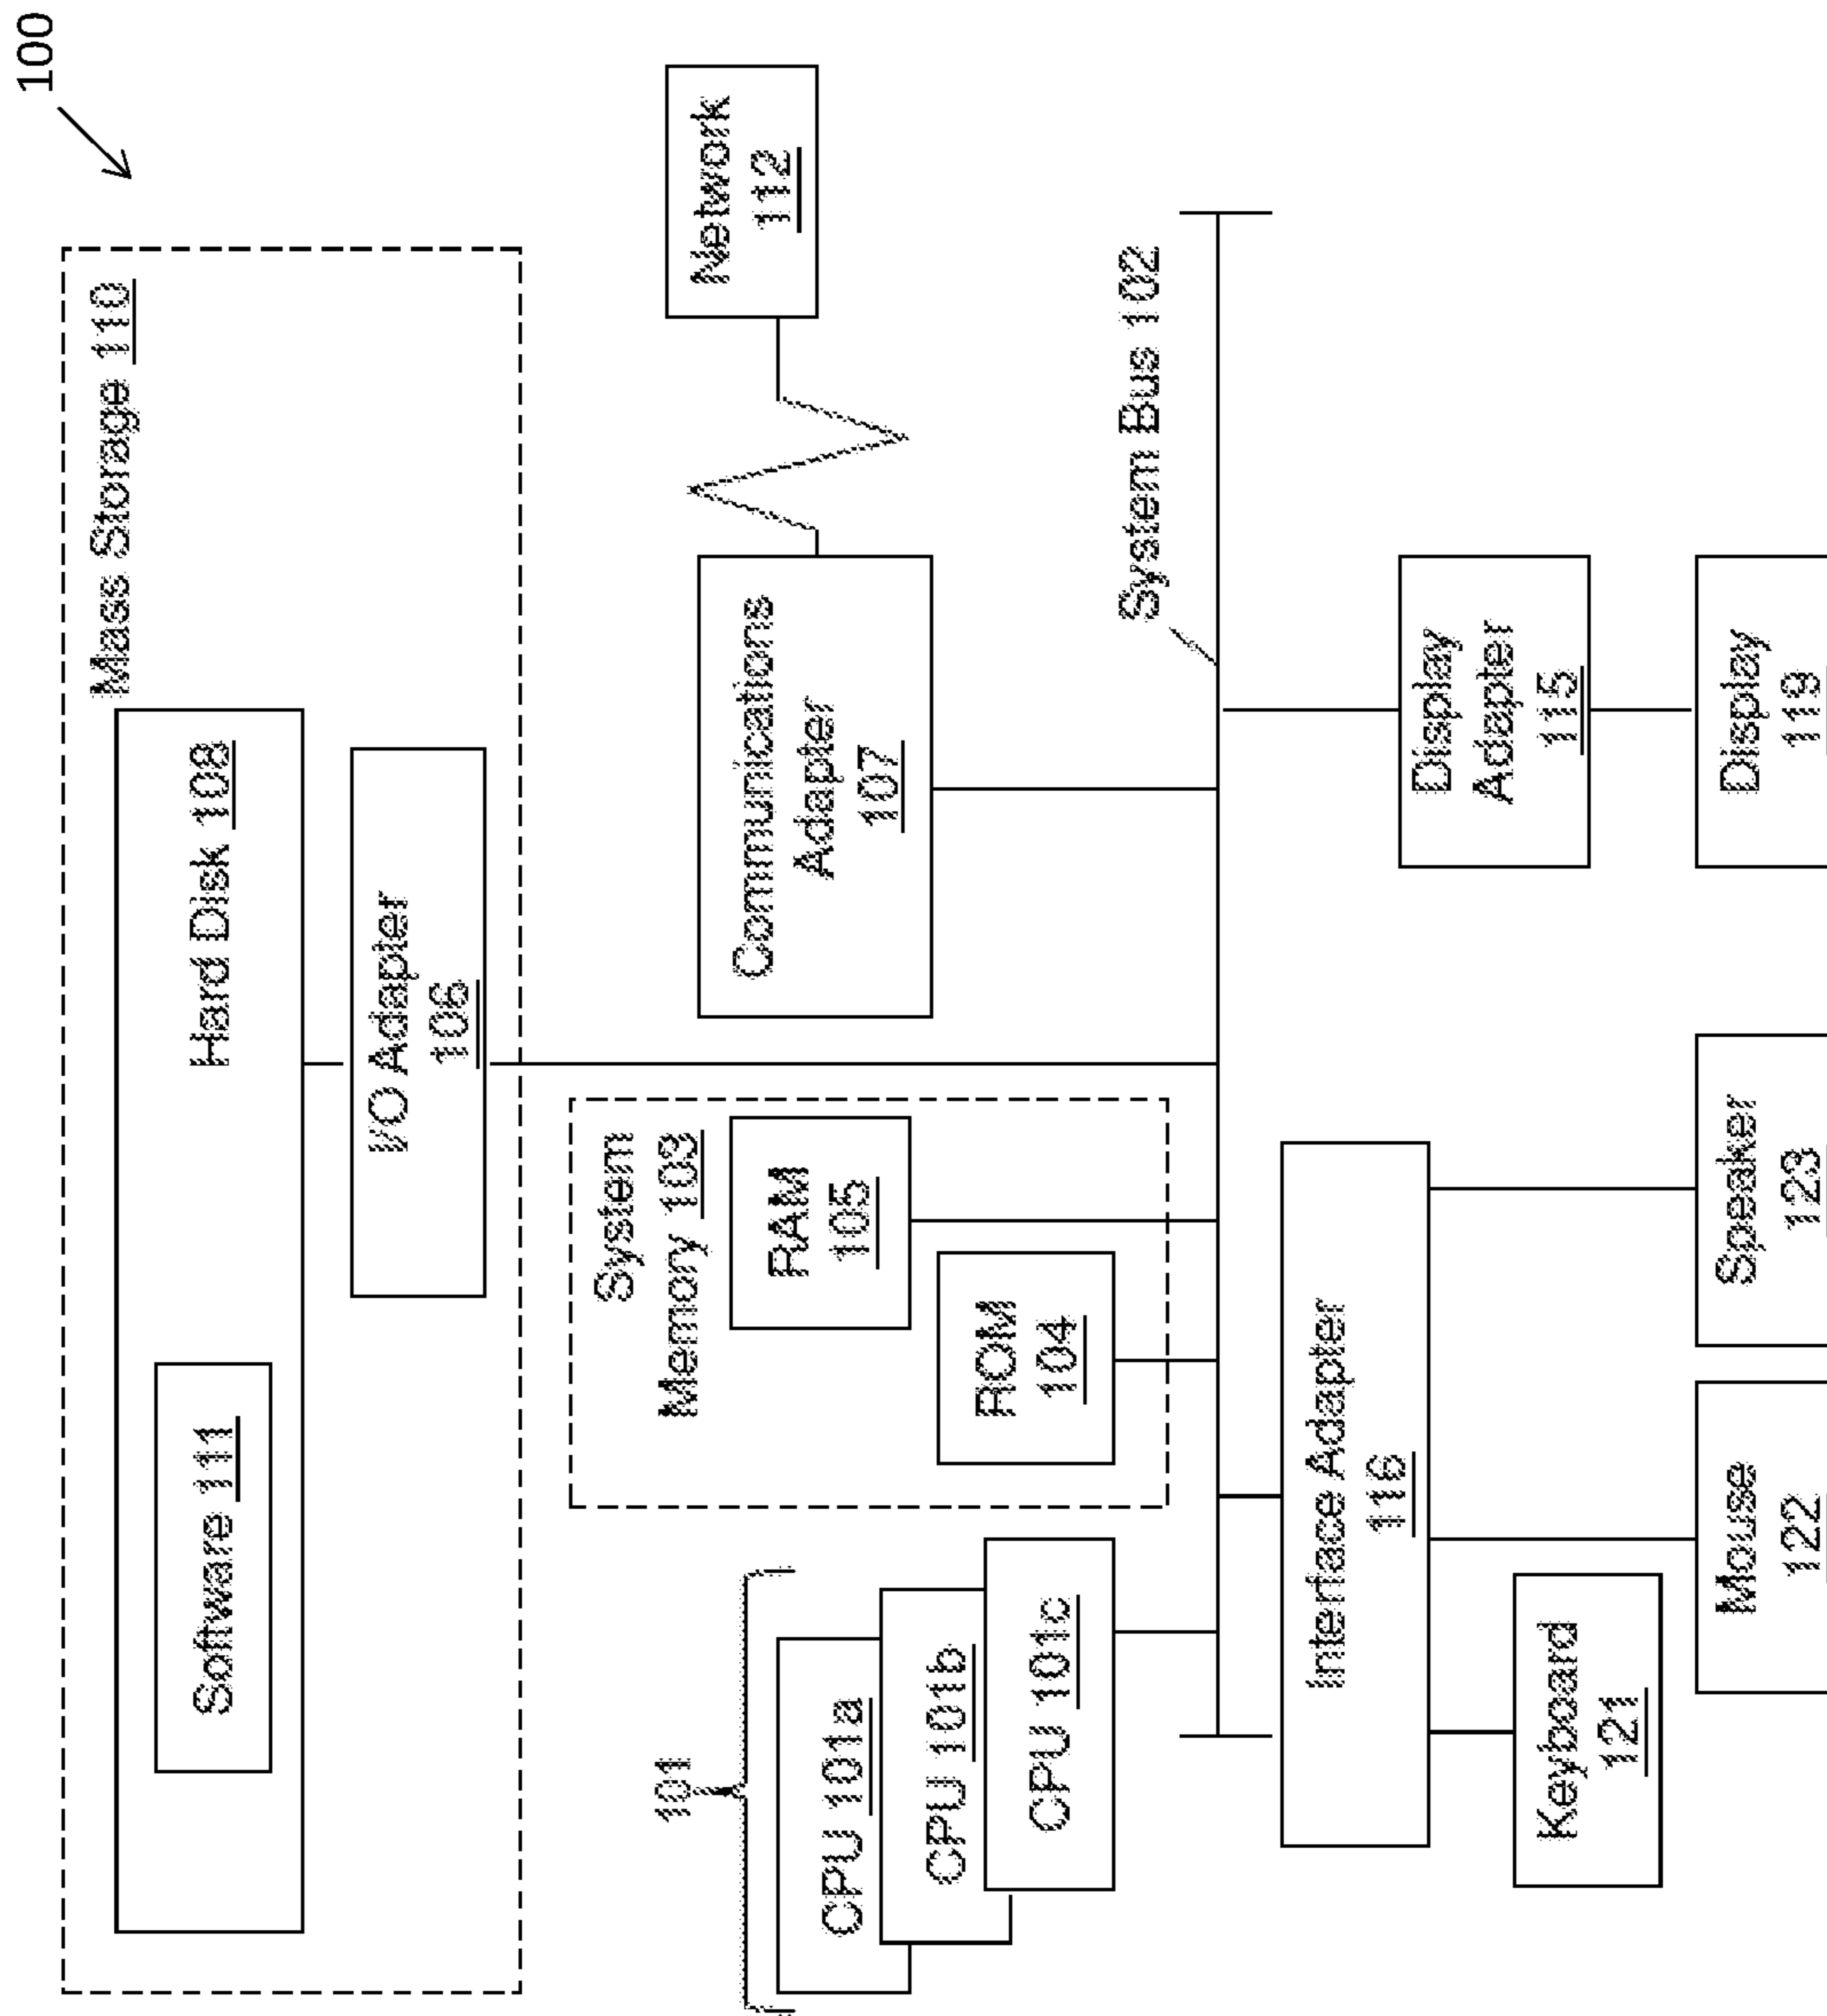 100
Mass Storage 110
Hard Disk 108
Software 111
I/O Adapter
106
101
CPU 101a
CPU 101b
CPU 101c
System
Memory 103
RAM
105
ROM
104
Communications
Adapter
107
Network
112
System Bus 102
Interface Adapter
116
Display
Adapter
115
Keyboard
121
Mouse
122
Speaker
123
Display
119